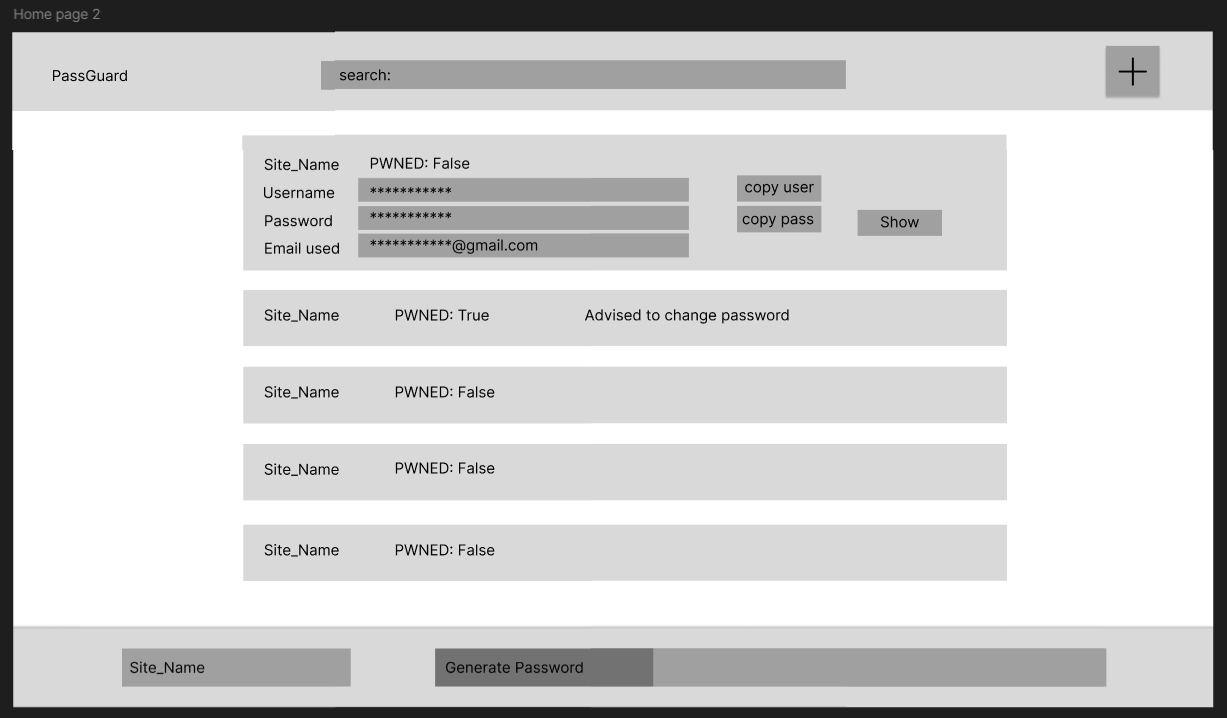 Home page 2
PassGuard
search:
Site_Name PWNED: False
Username *********** copy user
Password *********** copy pass Show
Email used ***********@gmail.com
Site_Name PWNED: True Advised to change password
Site_Name PWNED: False
Site_Name PWNED: False
Site_Name PWNED: False
Site_Name Generate Password